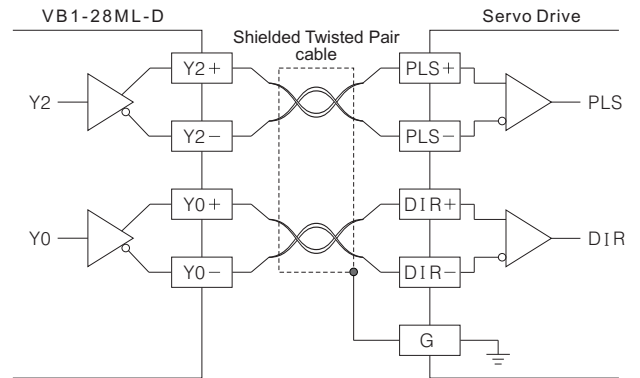 VB1-28ML-D
Servo Drive
Shielded Twisted Pair
cable
Y2
Y2+
Y2−
PLS+
PLS−
PLS
Y0
Y0+
Y0−
DIR+
DIR−
DIR
G